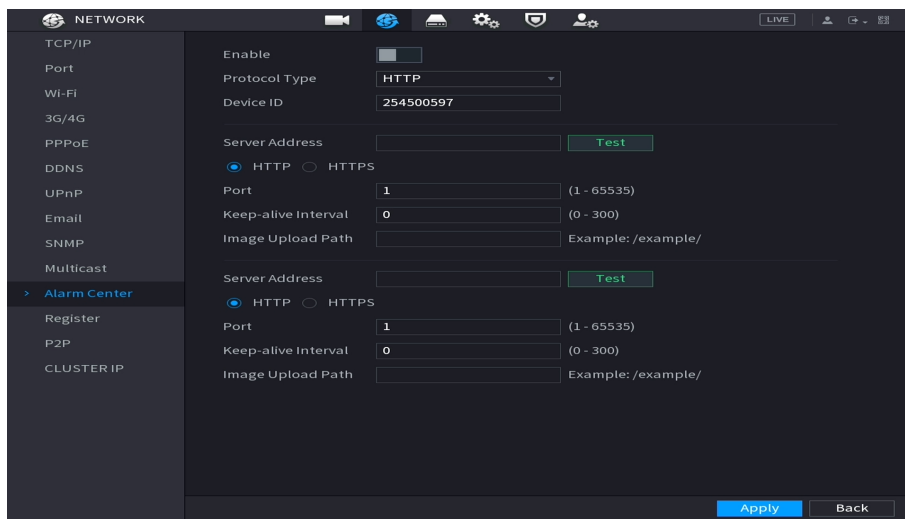 NETWORK
LIVE
TCP/IP
Port
Wi-Fi
3G/4G
PPPoE
DDNS
UPnP
Email
SNMP
Multicast
> Alarm Center
Register
P2P
CLUSTER IP
Enable
Protocol Type HTTP
Device ID 254500597
Server Address Test
HTTP HTTPS
Port 1 (1 - 65535)
Keep-alive Interval 0 (0 - 300)
Image Upload Path Example: /example/
Server Address Test
HTTP HTTPS
Port 1 (1 - 65535)
Keep-alive Interval 0 (0 - 300)
Image Upload Path Example: /example/
Apply Back